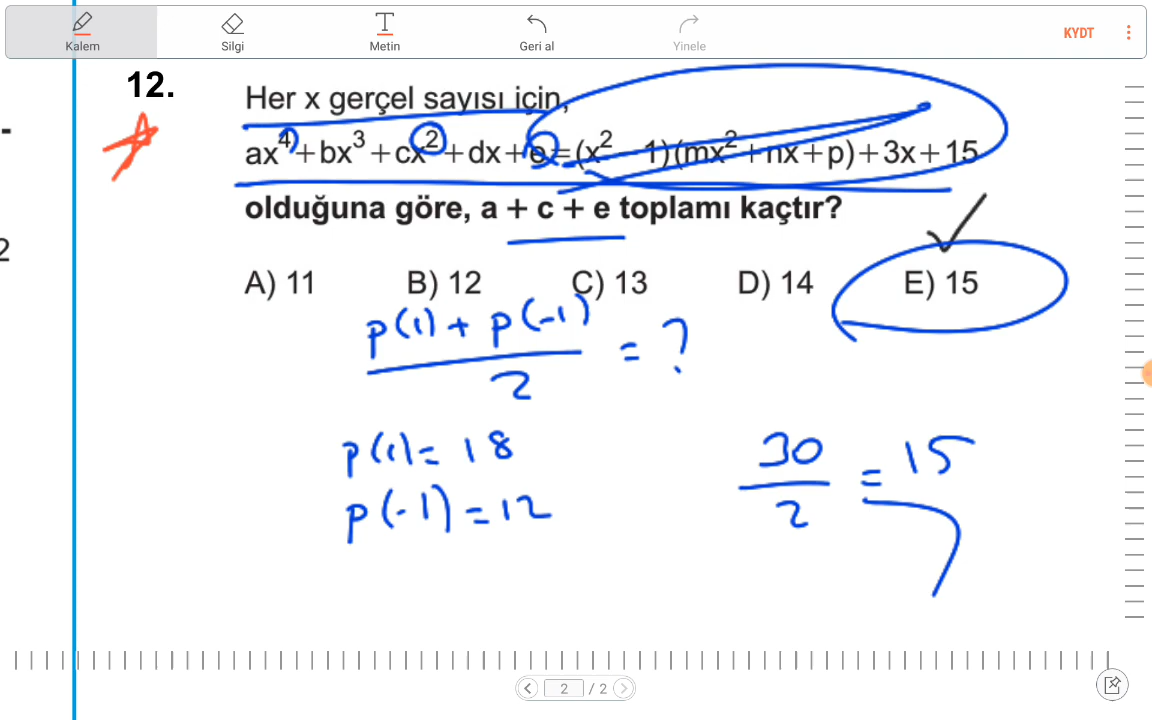 Kalem Silgi Metin Geri al Yinele KYDT
12.
Her x gerçel sayısı için,
ax⁴+bx³+cx²+dx+e=(x²−1)(mx²+nx+p)+3x+15
olduğuna göre, a + c + e toplamı kaçtır?
2
A) 11 B) 12 C) 13 D) 14 E) 15
p(1) + p(-1)
= ?
2
p(1) = 18
p(-1) = 12
30
= 15
2
2 / 2